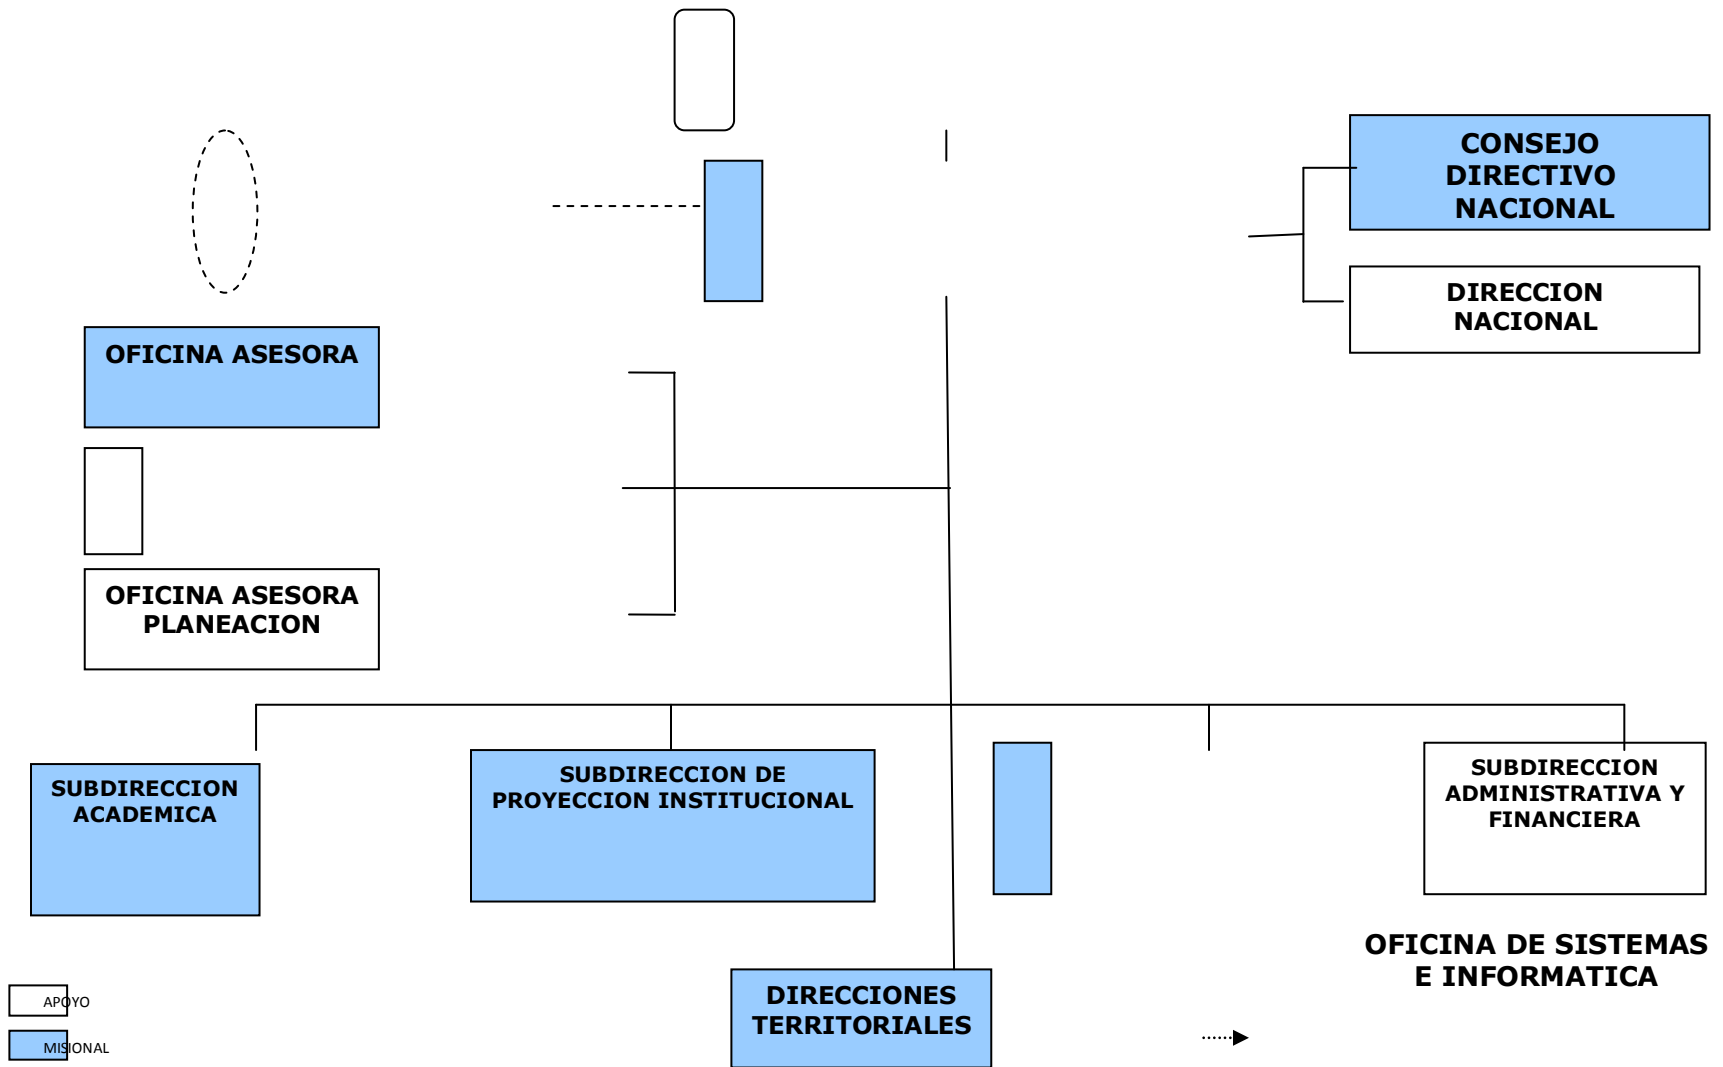 CONSEJO
DIRECTIVO
NACIONAL
DIRECCION
NACIONAL
OFICINA ASESORA
OFICINA ASESORA
PLANEACION
SUBDIRECCION
ACADEMICA
SUBDIRECCION DE
PROYECCION INSTITUCIONAL
SUBDIRECCION
ADMINISTRATIVA Y
FINANCIERA
OFICINA DE SISTEMAS
E INFORMATICA
DIRECCIONES
TERRITORIALES
APOYO
MISIONAL